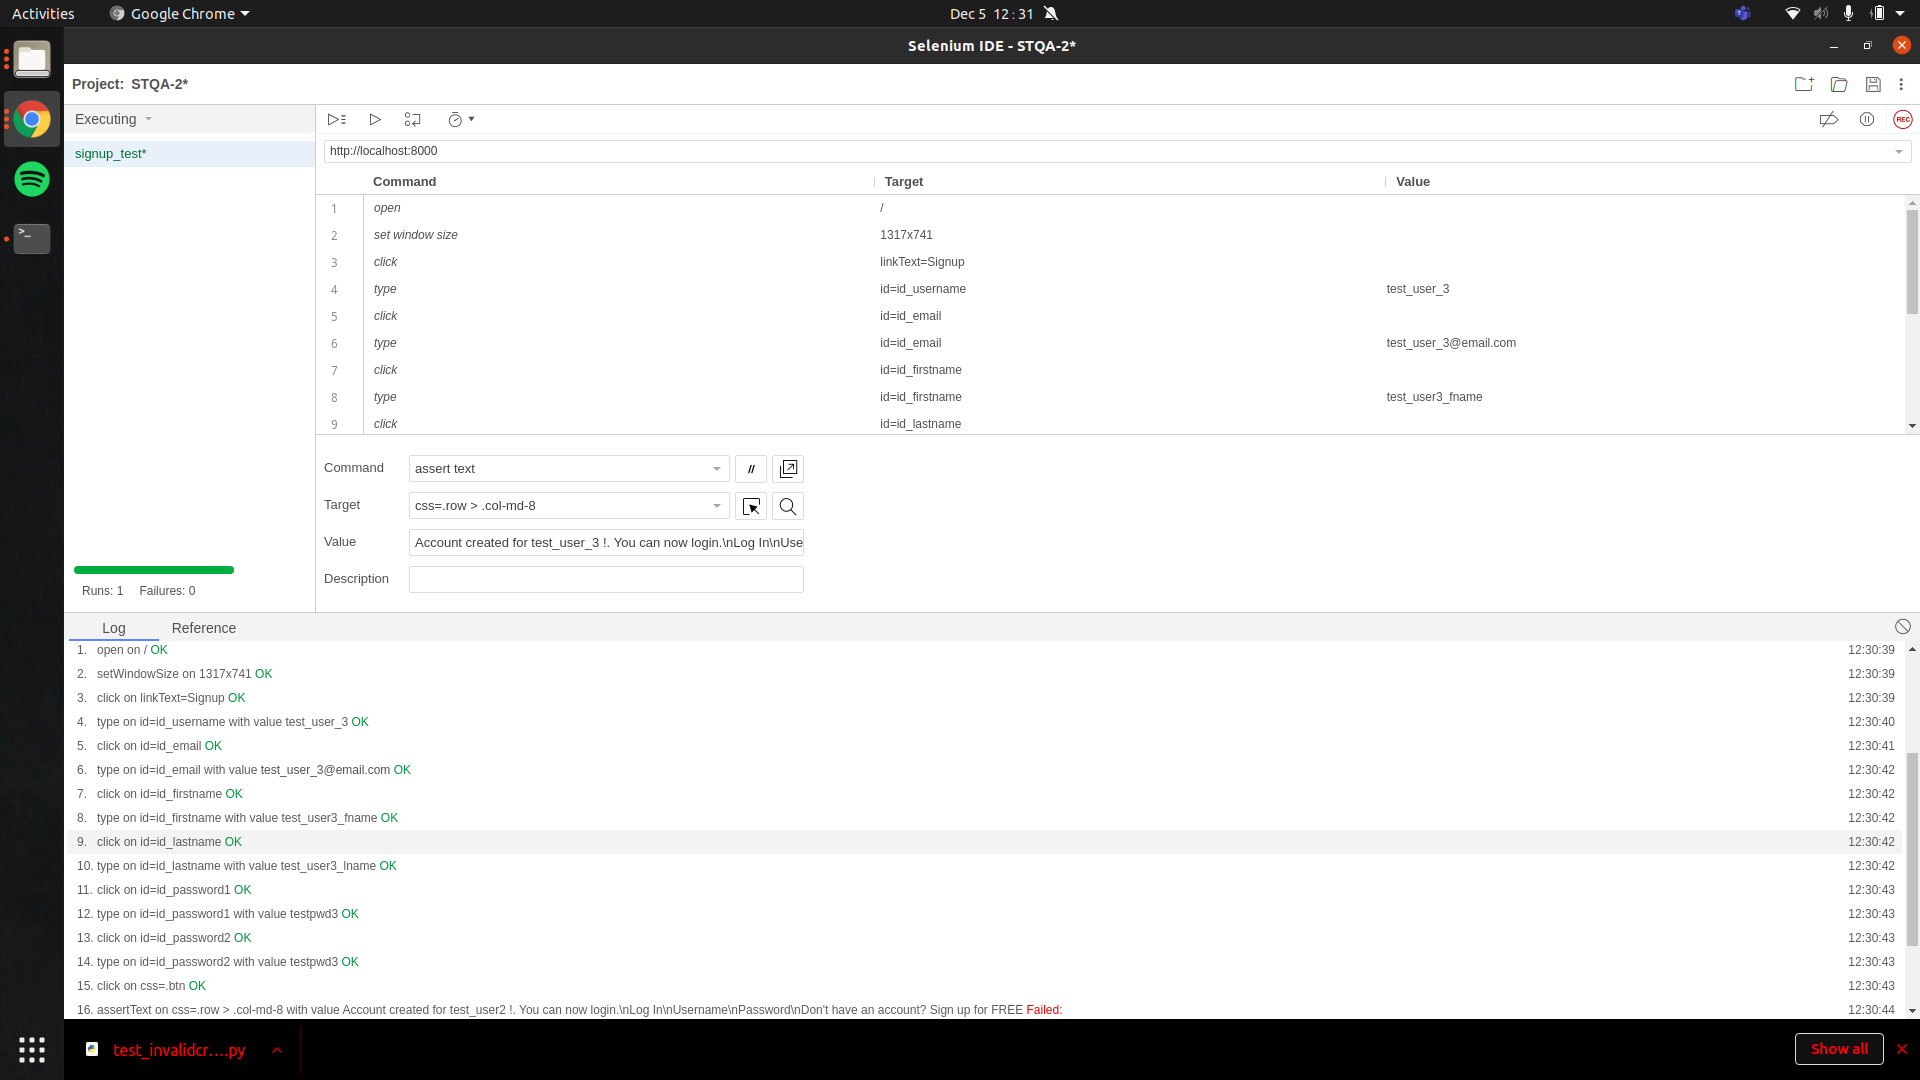 Activities
Google Chrome
Dec 5 12:31
Selenium IDE - STQA-2*
Project: STQA-2*
Executing
signup_test*
REC
http://localhost:8000
Command Target Value
1 open /
2 set window size 1317x741
3 click linkText=Signup
4 type id=id_username test_user_3
5 click id=id_email
6 type id=id_email test_user_3@email.com
7 click id=id_firstname
8 type id=id_firstname test_user3_fname
9 click id=id_lastname
Command assert text //
Target css=.row > .col-md-8
Value Account created for test_user_3 !. You can now login.\nLog In\nUse
Description
Runs: 1 Failures: 0
Log Reference
1. open on / OK 12:30:39
2. setWindowSize on 1317x741 OK 12:30:39
3. click on linkText=Signup OK 12:30:39
4. type on id=id_username with value test_user_3 OK 12:30:40
5. click on id=id_email OK 12:30:41
6. type on id=id_email with value test_user_3@email.com OK 12:30:42
7. click on id=id_firstname OK 12:30:42
8. type on id=id_firstname with value test_user3_fname OK 12:30:42
9. click on id=id_lastname OK 12:30:42
10. type on id=id_lastname with value test_user3_lname OK 12:30:42
11. click on id=id_password1 OK 12:30:43
12. type on id=id_password1 with value testpwd3 OK 12:30:43
13. click on id=id_password2 OK 12:30:43
14. type on id=id_password2 with value testpwd3 OK 12:30:43
15. click on css=.btn OK 12:30:43
16. assertText on css=.row > .col-md-8 with value Account created for test_user2 !. You can now login.\nLog In\nUsername\nPassword\nDon't have an account? Sign up for FREE Failed: 12:30:44
test_invalidcr....py
Show all